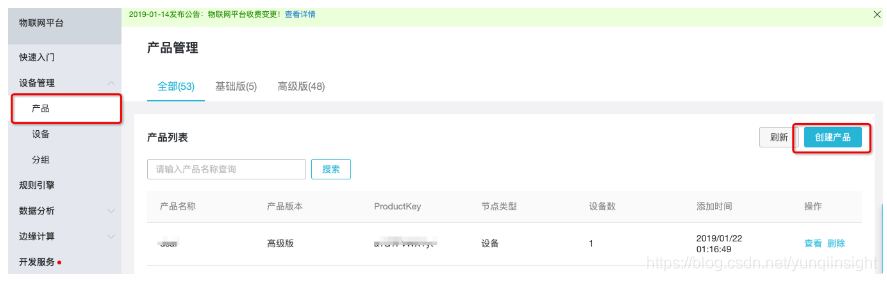 物联网平台
2019-01-14发布公告：物联网平台收费变更！查看详情
快速入门
设备管理
产品
设备
分组
规则引擎
数据分析
边缘计算
开发服务
产品管理
全部(53) 基础版(5) 高级版(48)
产品列表
刷新 创建产品
请输入产品名称查询 搜索
产品名称 产品版本 ProductKey 节点类型 设备数 添加时间 操作
高级版 设备 1 2019/01/22 查看 删除
01:16:49
https://blog.csdn.net/yunqiinsight